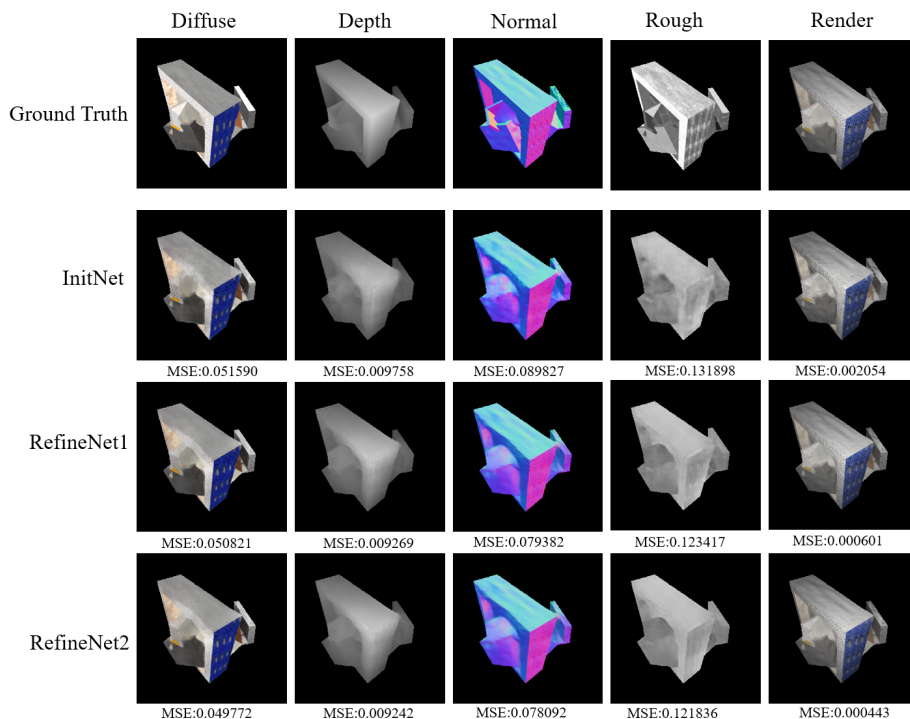 Diffuse Depth Normal Rough Render
Ground Truth
InitNet
MSE:0.051590 MSE:0.009758 MSE:0.089827 MSE:0.131898 MSE:0.002054
RefineNet1
MSE:0.050821 MSE:0.009269 MSE:0.079382 MSE:0.123417 MSE:0.000601
RefineNet2
MSE:0.049772 MSE:0.009242 MSE:0.078092 MSE:0.121836 MSE:0.000443